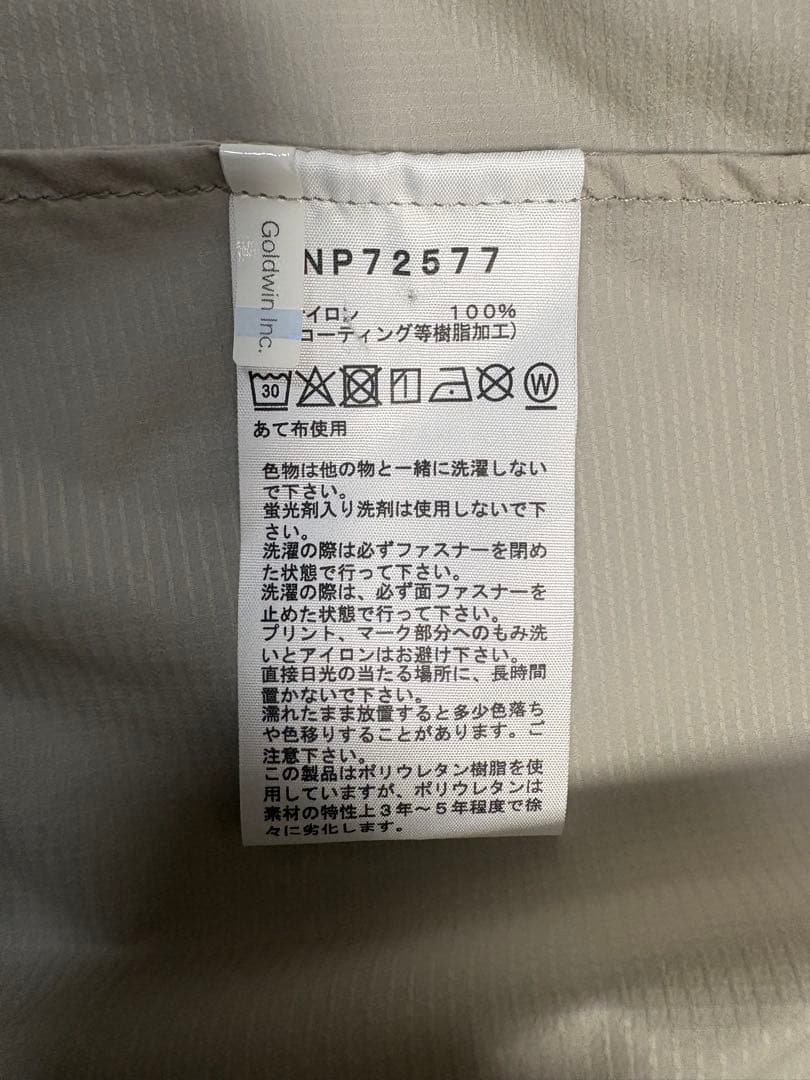 Goldwin Inc.
NP72577
イロン 100%
コーティング等樹脂加工)
30
W
あて布使用
色物は他の物と一緒に洗濯しない
で下さい。
蛍光剤入り洗剤は使用しないで下
さい。
洗濯の際は必ずファスナーを閉め
た状態で行って下さい。
洗濯の際は、必ず面ファスナーを
止めた状態で行って下さい。
プリント、マーク部分へのもみ洗
いとアイロンはお避け下さい。
直接日光の当たる場所に、長時間
置かないで下さい。
濡れたまま放置すると多少色落ち
や色移りすることがあります。ご
注意下さい。
この製品はポリウレタン樹脂を使
用していますが、ポリウレタンは
素材の特性上3年～5年程度で徐
々に劣化します。